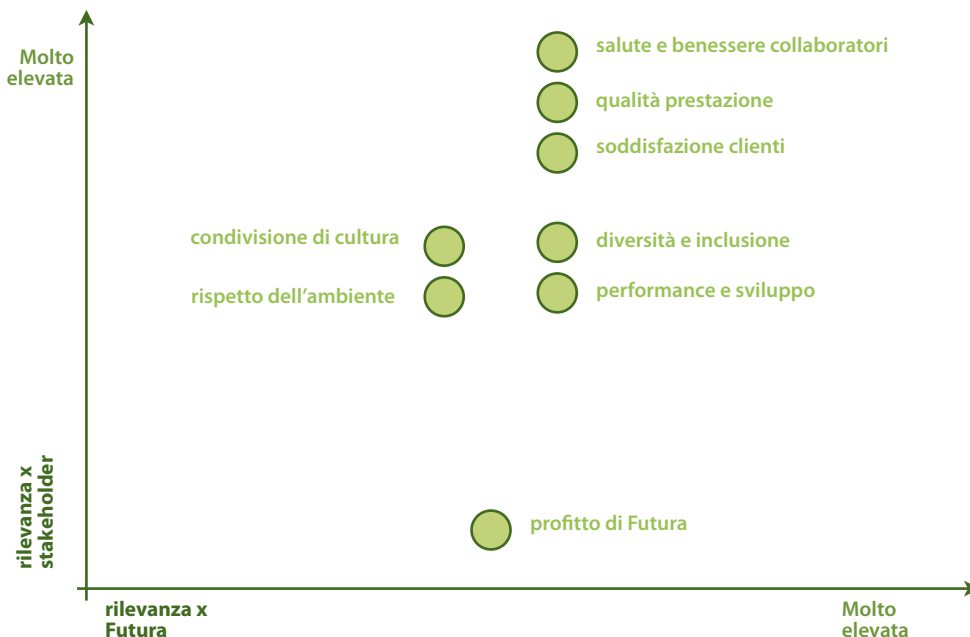 Molto
elevata
salute e benessere collaboratori
qualità prestazione
soddisfazione clienti
condivisione di cultura
diversità e inclusione
rispetto dell'ambiente
performance e sviluppo
rilevanza x
stakeholder
profitto di Futura
rilevanza x
Futura
Molto
elevata